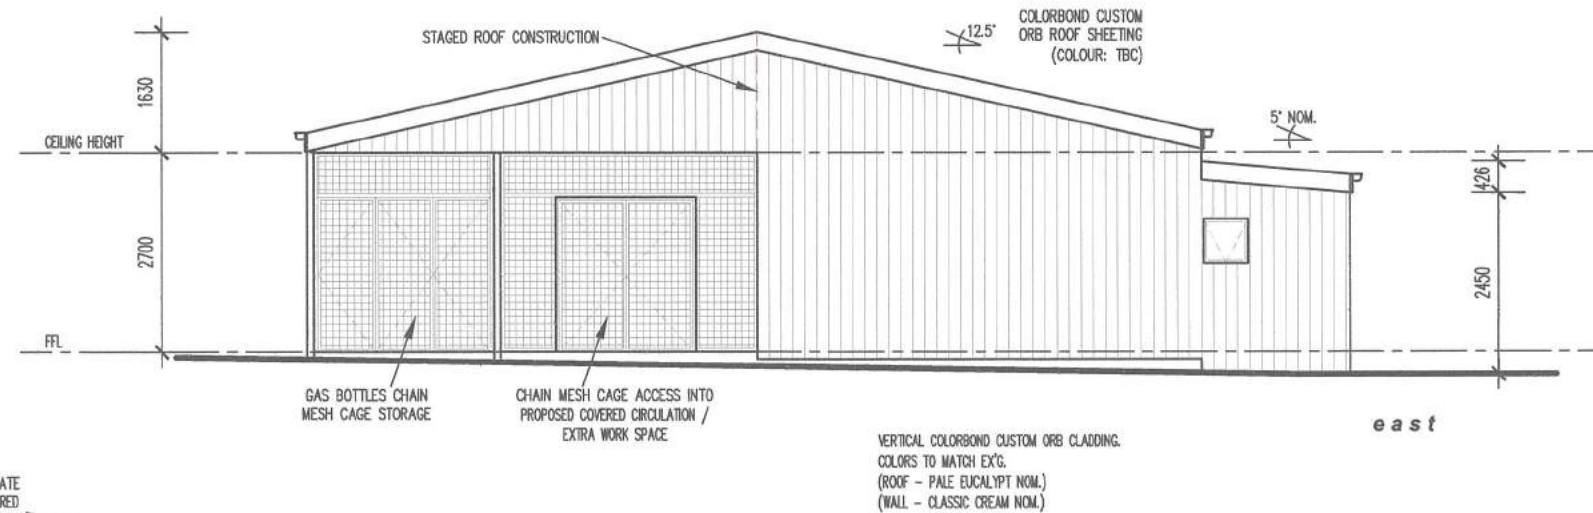 COLORBOND CUSTOM
ORB ROOF SHEETING
(COLOUR: TBC)
12.5°
STAGED ROOF CONSTRUCTION
1630
5° NOM.
CEILING HEIGHT
426
2700
2450
FFL
GAS BOTTLES CHAIN
MESH CAGE STORAGE
CHAIN MESH CAGE ACCESS INTO
PROPOSED COVERED CIRCULATION /
EXTRA WORK SPACE
east
VERTICAL COLORBOND CUSTOM ORB CLADDING.
COLORS TO MATCH EX'G.
(ROOF - PALE EUCALYPT NOM.)
(WALL - CLASSIC CREAM NOM.)
ATE
RED